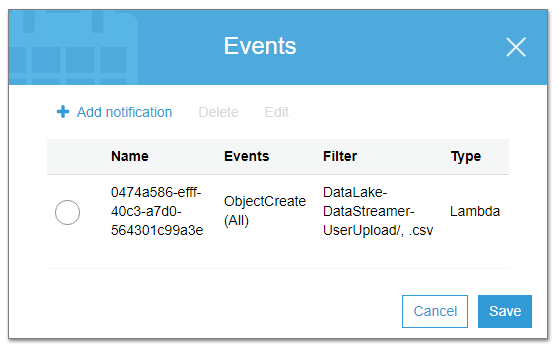 Events
Add notification Delete Edit
Name Events Filter Type
0474a586-efff-
40c3-a7d0-
564301c99a3e
ObjectCreate
(All)
DataLake-
DataStreamer-
UserUpload/, .csv
Lambda
Cancel Save